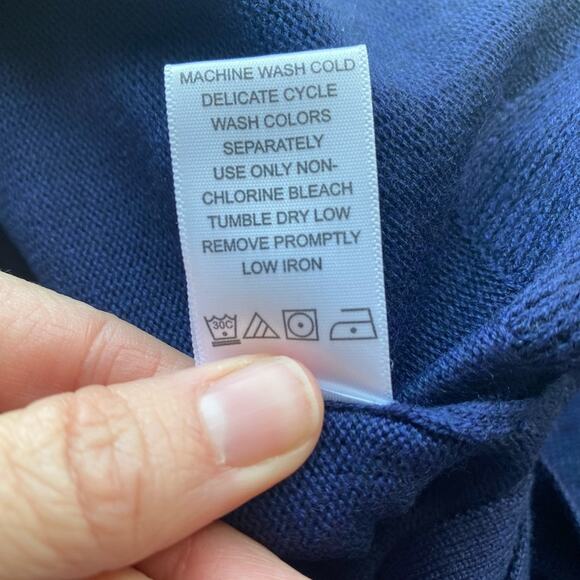 MACHINE WASH COLD
DELICATE CYCLE
WASH COLORS
SEPARATELY
USE ONLY NON-
CHLORINE BLEACH
TUMBLE DRY LOW
REMOVE PROMPTLY
LOW IRON
30C